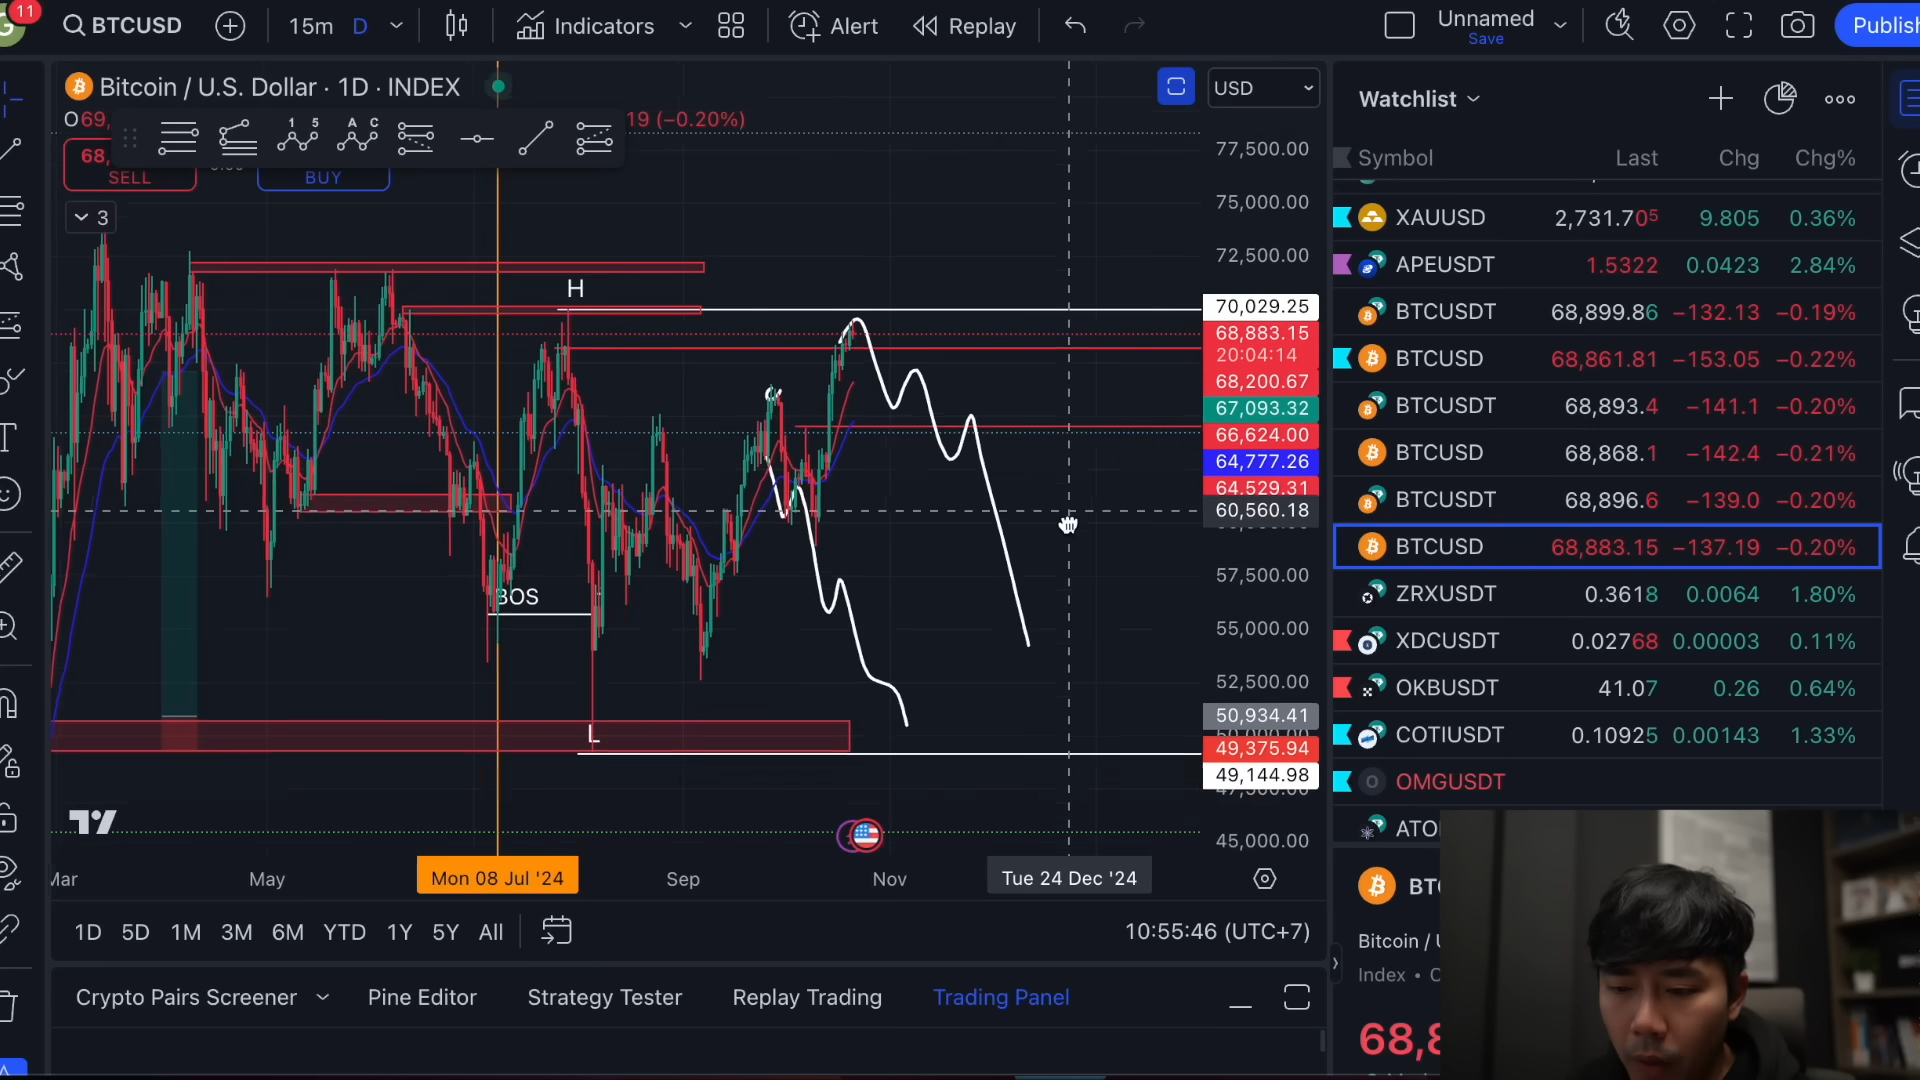 11
BTCUSD
15m D
Indicators
Alert
Replay
Unnamed
Save
Publish
Bitcoin / U.S. Dollar · 1D · INDEX
USD
O69, 19 (−0.20%)
1 5
A C
SELL
BUY
3
H
BOS
L
77,500.00
75,000.00
72,500.00
70,029.25
68,883.15
20:04:14
68,200.67
67,093.32
66,624.00
64,777.26
64,529.31
60,560.18
57,500.00
55,000.00
52,500.00
50,934.41
49,375.94
49,144.98
47,500.00
45,000.00
Mar May Mon 08 Jul '24 Sep Nov Tue 24 Dec '24
1D 5D 1M 3M 6M YTD 1Y 5Y All
10:55:46 (UTC+7)
Crypto Pairs Screener Pine Editor Strategy Tester Replay Trading Trading Panel
Watchlist
Symbol Last Chg Chg%
XAUUSD 2,731.705 9.805 0.36%
APEUSDT 1.5322 0.0423 2.84%
BTCUSDT 68,899.86 −132.13 −0.19%
BTCUSD 68,861.81 −153.05 −0.22%
BTCUSDT 68,893.4 −141.1 −0.20%
BTCUSD 68,868.1 −142.4 −0.21%
BTCUSDT 68,896.6 −139.0 −0.20%
BTCUSD 68,883.15 −137.19 −0.20%
ZRXUSDT 0.3618 0.0064 1.80%
XDCUSDT 0.02768 0.00003 0.11%
OKBUSDT 41.07 0.26 0.64%
COTIUSDT 0.10925 0.00143 1.33%
OMGUSDT
Bitcoin /
Index •